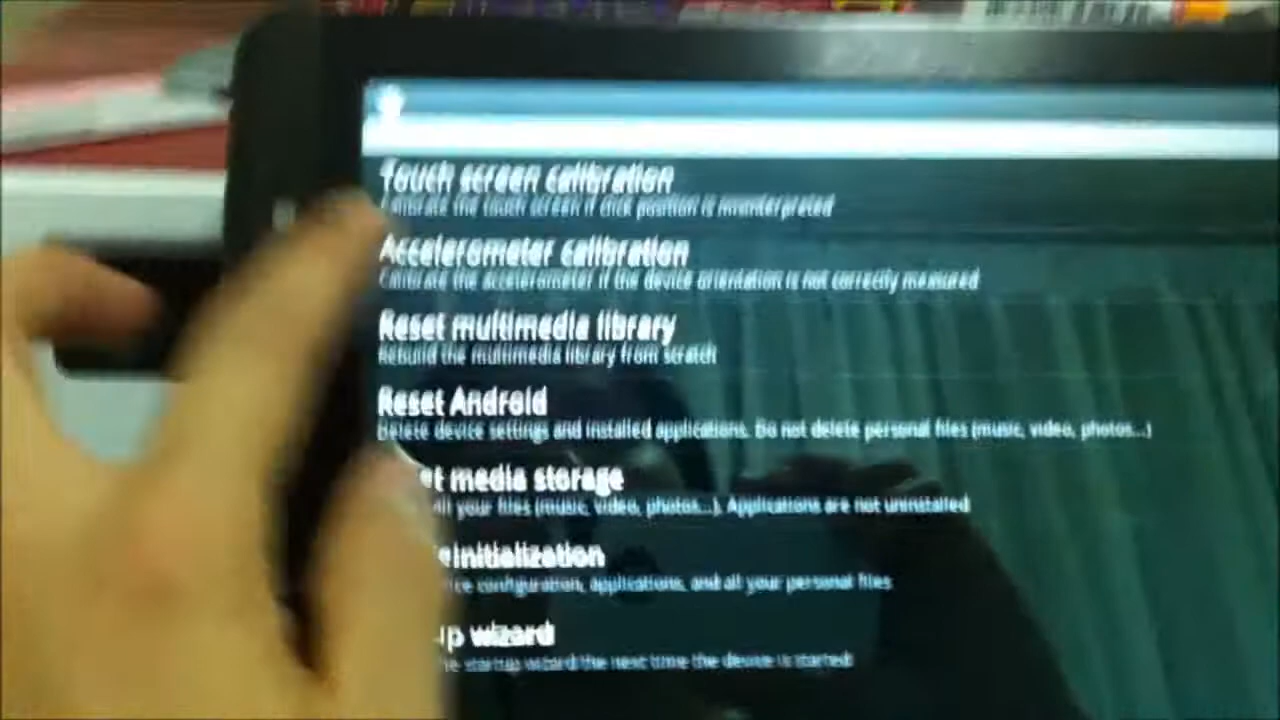 Touch screen calibration
Calibrate the touch screen if click position is misinterpreted
Accelerometer calibration
Calibrate the accelerometer if the device orientation is not correctly measured
Reset multimedia library
Rebuild the multimedia library from scratch
Reset Android
Delete device settings and installed applications. Do not delete personal files (music, video, photos...)
media storage
all your files (music, video, photos...). Applications are not uninstalled
initialization
configuration, applications, and all your personal files
wizard
the startup wizard the next time the device is started